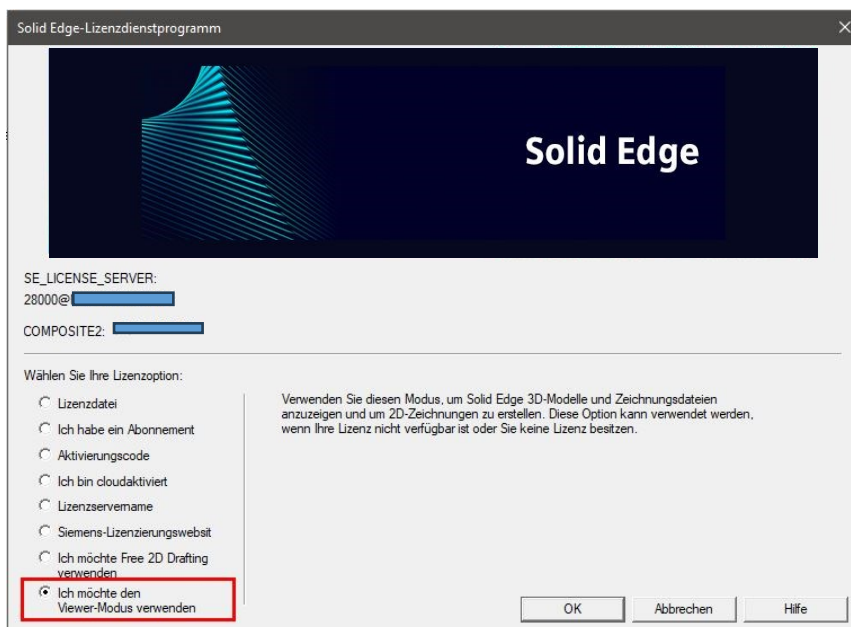 Solid Edge-Lizenzdienstprogramm
Solid Edge
SE_LICENSE_SERVER:
28000@
COMPOSITE2:
Wählen Sie Ihre Lizenzoption:
Lizenzdatei
Ich habe ein Abonnement
Aktivierungscode
Ich bin cloudaktiviert
Lizenzservername
Siemens-Lizenzierungswebsit
Ich möchte Free 2D Drafting
verwenden
Ich möchte den
Viewer-Modus verwenden
Verwenden Sie diesen Modus, um Solid Edge 3D-Modelle und Zeichnungsdateien
anzuzeigen und um 2D-Zeichnungen zu erstellen. Diese Option kann verwendet werden,
wenn Ihre Lizenz nicht verfügbar ist oder Sie keine Lizenz besitzen.
OK
Abbrechen
Hilfe